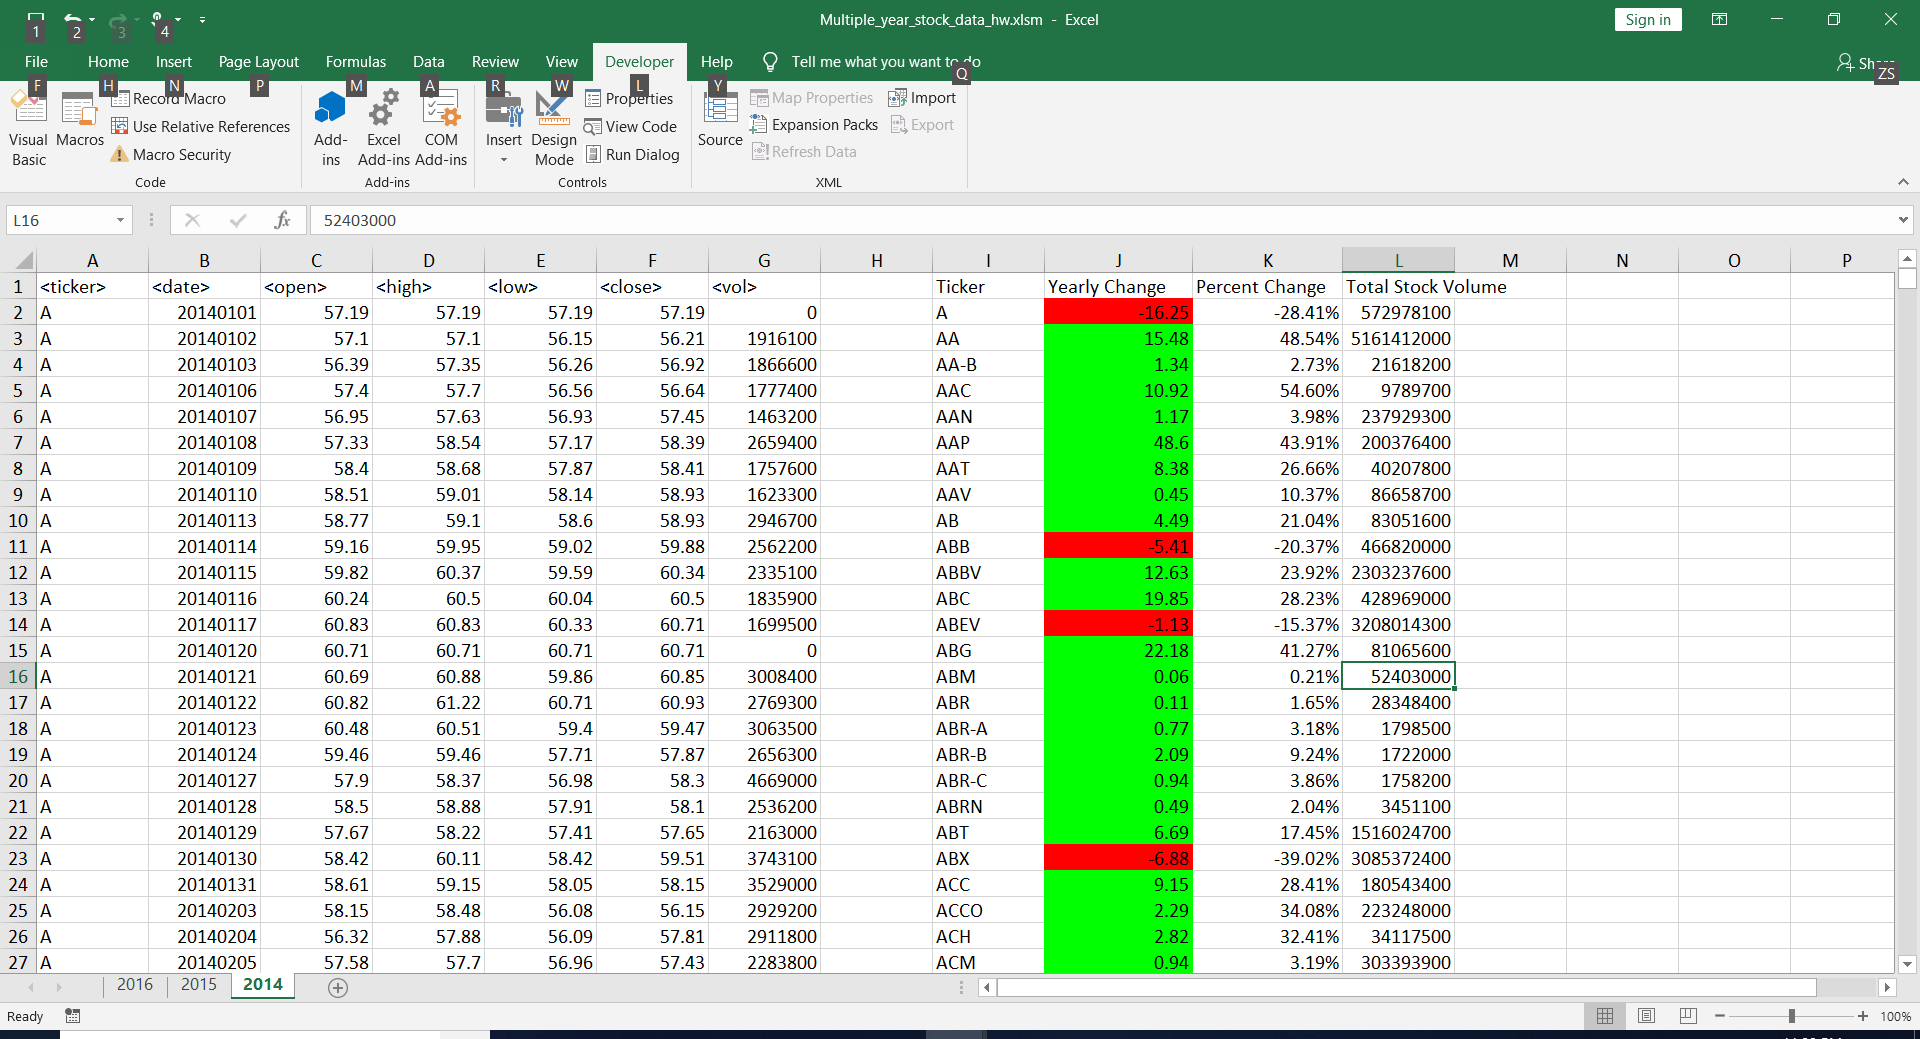 1 2 3 4
Multiple_year_stock_data_hw.xlsm - Excel
Sign in
File Home Insert Page Layout Formulas Data Review View Developer Help Tell me what you want to do
F H N P M A R W L Y Q ZS
Visual Basic
Macros
Record Macro
Use Relative References
Macro Security
Code
Add-ins
Excel Add-ins
COM Add-ins
Add-ins
Insert
Design Mode
Properties
View Code
Run Dialog
Controls
Source
Map Properties
Expansion Packs
Refresh Data
Import
Export
XML
L16 fx 52403000
A B C D E F G H I J K L M N O P
1 <ticker> <date> <open> <high> <low> <close> <vol> Ticker Yearly Change Percent Change Total Stock Volume
2 A 20140101 57.19 57.19 57.19 57.19 0 A -16.25 -28.41% 572978100
3 A 20140102 57.1 57.1 56.15 56.21 1916100 AA 15.48 48.54% 5161412000
4 A 20140103 56.39 57.35 56.26 56.92 1866600 AA-B 1.34 2.73% 21618200
5 A 20140106 57.4 57.7 56.56 56.64 1777400 AAC 10.92 54.60% 9789700
6 A 20140107 56.95 57.63 56.93 57.45 1463200 AAN 1.17 3.98% 237929300
7 A 20140108 57.33 58.54 57.17 58.39 2659400 AAP 48.6 43.91% 200376400
8 A 20140109 58.4 58.68 57.87 58.41 1757600 AAT 8.38 26.66% 40207800
9 A 20140110 58.51 59.01 58.14 58.93 1623300 AAV 0.45 10.37% 86658700
10 A 20140113 58.77 59.1 58.6 58.93 2946700 AB 4.49 21.04% 83051600
11 A 20140114 59.16 59.95 59.02 59.88 2562200 ABB -5.41 -20.37% 466820000
12 A 20140115 59.82 60.37 59.59 60.34 2335100 ABBV 12.63 23.92% 2303237600
13 A 20140116 60.24 60.5 60.04 60.5 1835900 ABC 19.85 28.23% 428969000
14 A 20140117 60.83 60.83 60.33 60.71 1699500 ABEV -1.13 -15.37% 3208014300
15 A 20140120 60.71 60.71 60.71 60.71 0 ABG 22.18 41.27% 81065600
16 A 20140121 60.69 60.88 59.86 60.85 3008400 ABM 0.06 0.21% 52403000
17 A 20140122 60.82 61.22 60.71 60.93 2769300 ABR 0.11 1.65% 28348400
18 A 20140123 60.48 60.51 59.4 59.47 3063500 ABR-A 0.77 3.18% 1798500
19 A 20140124 59.46 59.46 57.71 57.87 2656300 ABR-B 2.09 9.24% 1722000
20 A 20140127 57.9 58.37 56.98 58.3 4669000 ABR-C 0.94 3.86% 1758200
21 A 20140128 58.5 58.88 57.91 58.1 2536200 ABRN 0.49 2.04% 3451100
22 A 20140129 57.67 58.22 57.41 57.65 2163000 ABT 6.69 17.45% 1516024700
23 A 20140130 58.42 60.11 58.42 59.51 3743100 ABX -6.88 -39.02% 3085372400
24 A 20140131 58.61 59.15 58.05 58.15 3529000 ACC 9.15 28.41% 180543400
25 A 20140203 58.15 58.48 56.08 56.15 2929200 ACCO 2.29 34.08% 223248000
26 A 20140204 56.32 57.88 56.09 57.81 2911800 ACH 2.82 32.41% 34117500
27 A 20140205 57.58 57.7 56.96 57.43 2283800 ACM 0.94 3.19% 303393900
2016 2015 2014
Ready 100%